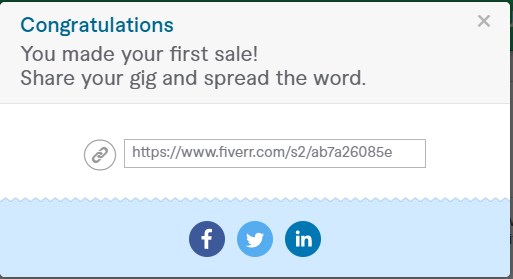 Congratulations
You made your first sale!
Share your gig and spread the word.
https://www.fiverr.com/s2/ab7a26085e